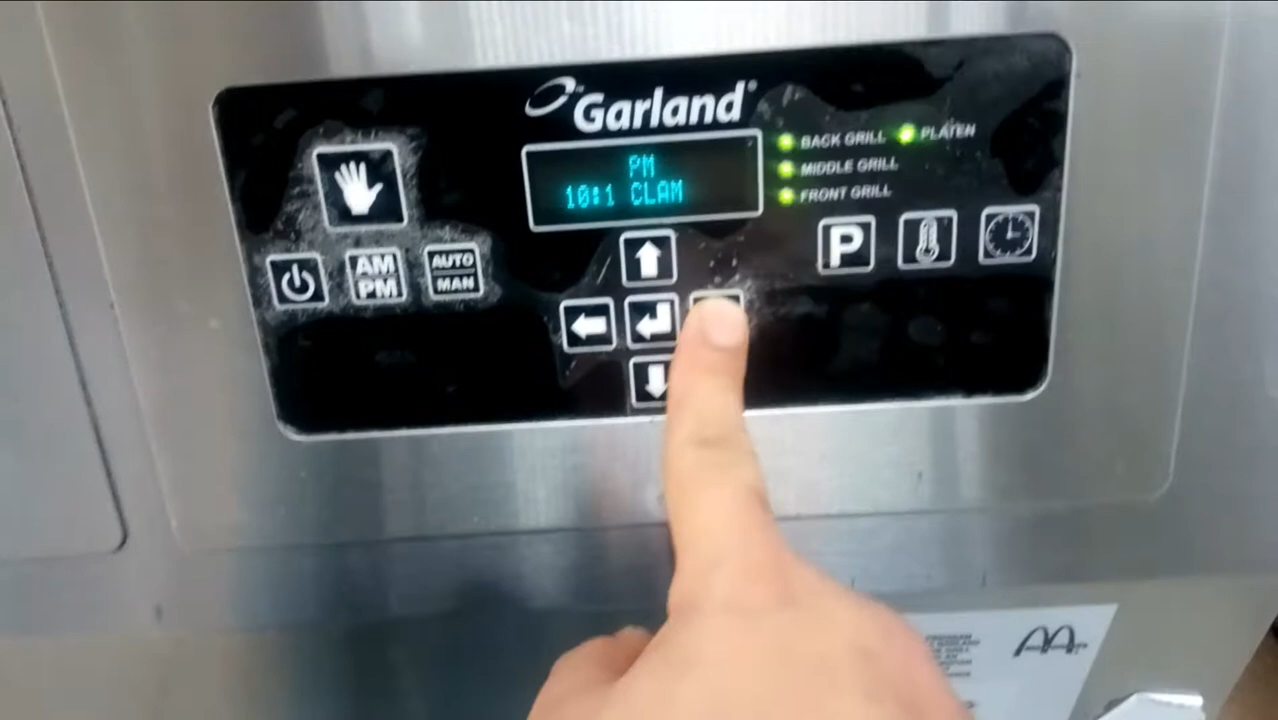 Garland®
PM
10:1 CLAM
BACK GRILL
PLATEN
MIDDLE GRILL
FRONT GRILL
AM
PM
AUTO
MAN
P